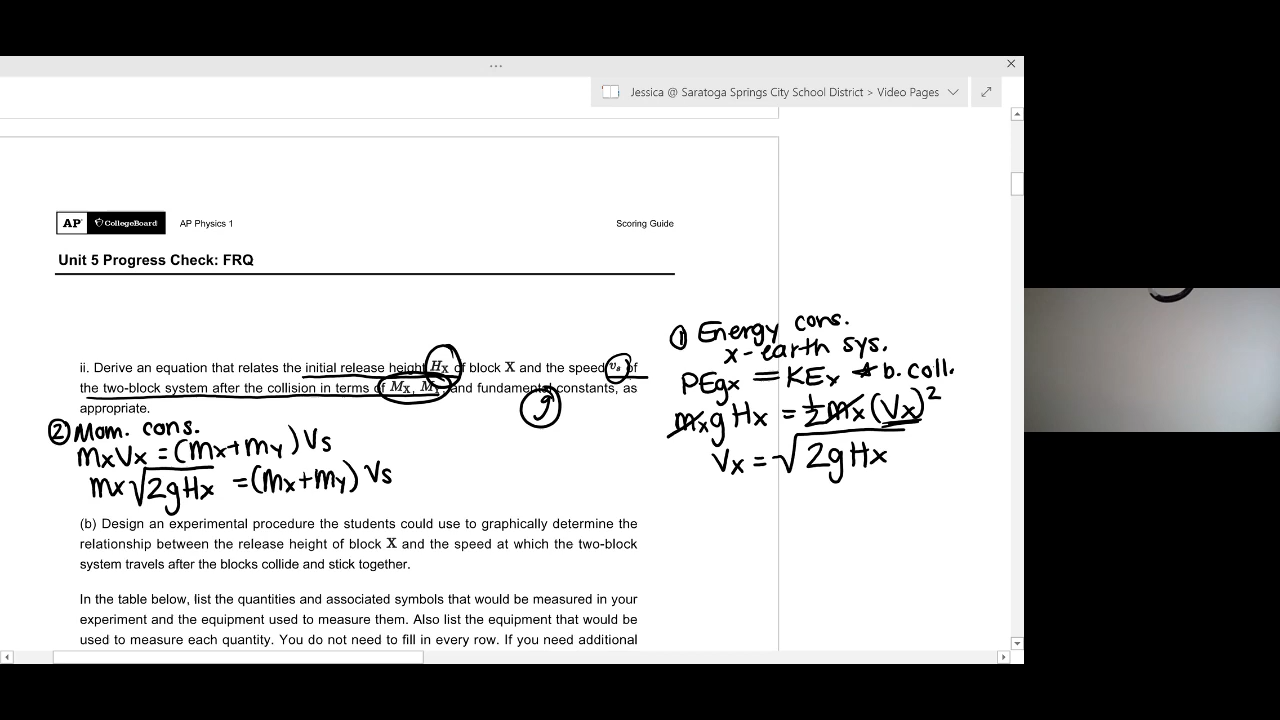 ...
Jessica @ Saratoga Springs City School District > Video Pages
AP CollegeBoard AP Physics 1 Scoring Guide
Unit 5 Progress Check: FRQ
① Energy cons.
x-earth sys.
PEgx = KEx b. coll.
mxgHx = 1/2mx(Vx)²
Vx = √2gHx
ii. Derive an equation that relates the initial release height Hx of block X and the speed vs of
the two-block system after the collision in terms of Mx, and fundamental constants, as
appropriate.
g
② Mom. cons.
mxVx = (mx+my)Vs
mx√2gHx = (mx+my)Vs
(b) Design an experimental procedure the students could use to graphically determine the
relationship between the release height of block X and the speed at which the two-block
system travels after the blocks collide and stick together.
In the table below, list the quantities and associated symbols that would be measured in your
experiment and the equipment used to measure them. Also list the equipment that would be
used to measure each quantity. You do not need to fill in every row. If you need additional